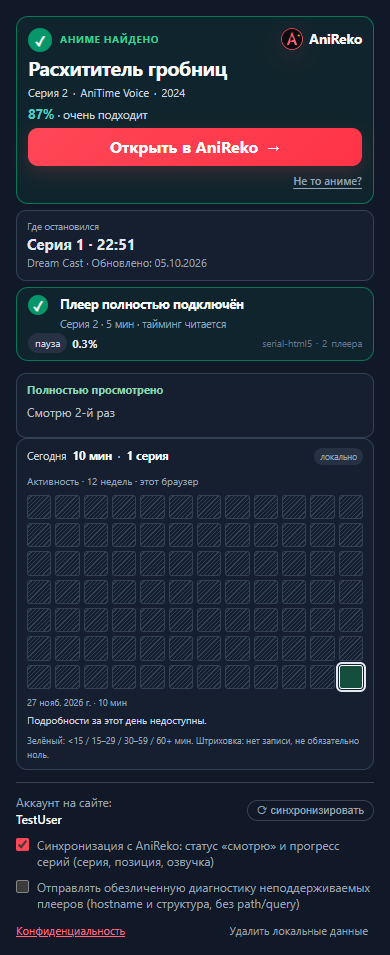 АНИМЕ НАЙДЕНО
AniReko
Расхититель гробниц
Серия 2 · AniTime Voice · 2024
87% · очень подходит
Открыть в AniReko →
Не то аниме?
Где остановился
Серия 1 · 22:51
Dream Cast · Обновлено: 05.10.2026
Плеер полностью подключён
Серия 2 · 5 мин · тайминг читается
пауза 0.3% serial-html5 · 2 плеера
Полностью просмотрено
Смотрю 2-й раз
Сегодня 10 мин · 1 серия локально
Активность · 12 недель · этот браузер
27 нояб. 2026 г. · 10 мин
Подробности за этот день недоступны.
Зелёный: <15 / 15–29 / 30–59 / 60+ мин. Штриховка: нет записи, не обязательно
ноль.
Аккаунт на сайте:
TestUser
синхронизировать
Синхронизация с AniReko: статус «смотрю» и прогресс
серий (серия, позиция, озвучка)
Отправлять обезличенную диагностику неподдерживаемых
плееров (hostname и структура, без path/query)
Конфиденциальность
Удалить локальные данные